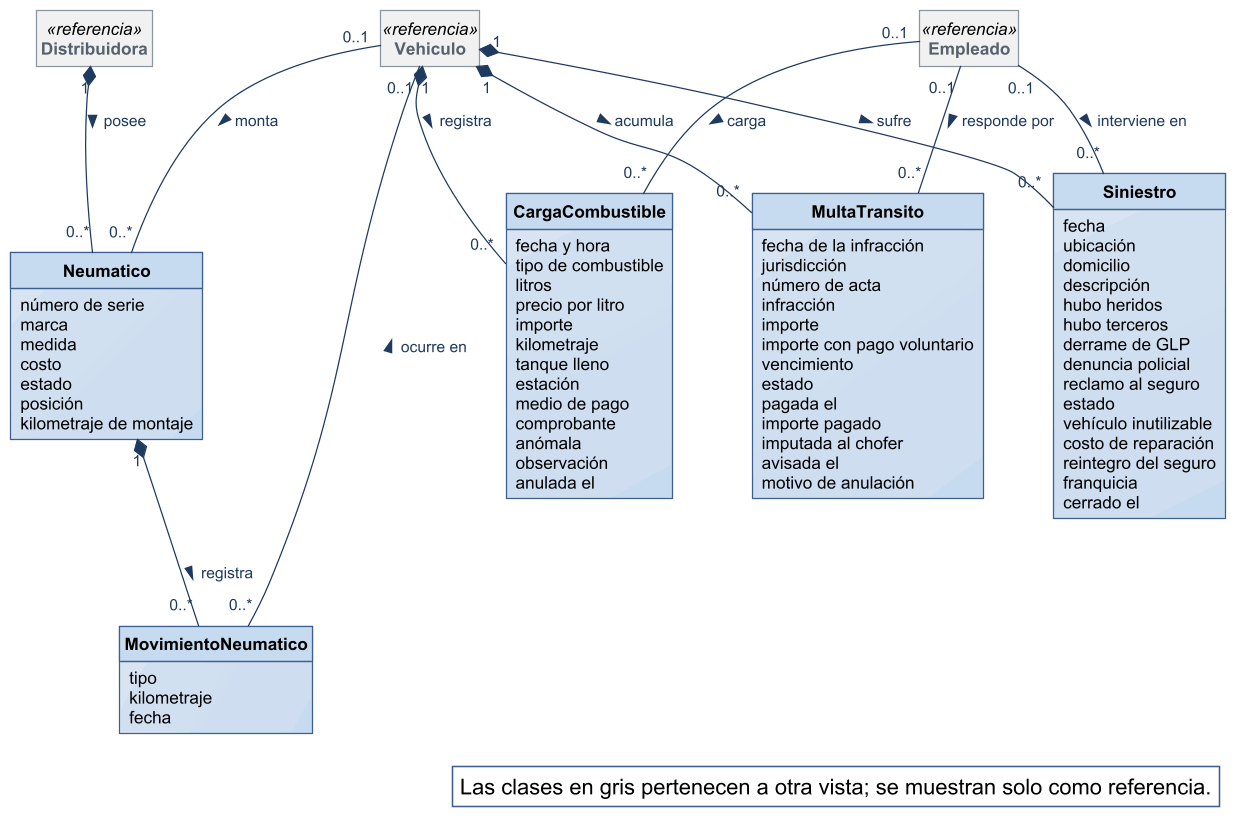 «referencia»
Distribuidora
«referencia»
Vehiculo
«referencia»
Empleado
1
0..1
0..1
1
1
1
0..1
0..1
0..1
posee
monta
registra
acumula
carga
sufre
responde por
interviene en
0..*
0..*
0..*
0..*
0..*
0..*
0..*
0..*
Neumatico
número de serie
marca
medida
costo
estado
posición
kilometraje de montaje
CargaCombustible
fecha y hora
tipo de combustible
litros
precio por litro
importe
kilometraje
tanque lleno
estación
medio de pago
comprobante
anómala
observación
anulada el
MultaTransito
fecha de la infracción
jurisdicción
número de acta
infracción
importe
importe con pago voluntario
vencimiento
estado
pagada el
importe pagado
imputada al chofer
avisada el
motivo de anulación
Siniestro
fecha
ubicación
domicilio
descripción
hubo heridos
hubo terceros
derrame de GLP
denuncia policial
reclamo al seguro
estado
vehículo inutilizable
costo de reparación
reintegro del seguro
franquicia
cerrado el
ocurre en
1
registra
0..*
0..*
MovimientoNeumatico
tipo
kilometraje
fecha
Las clases en gris pertenecen a otra vista; se muestran solo como referencia.